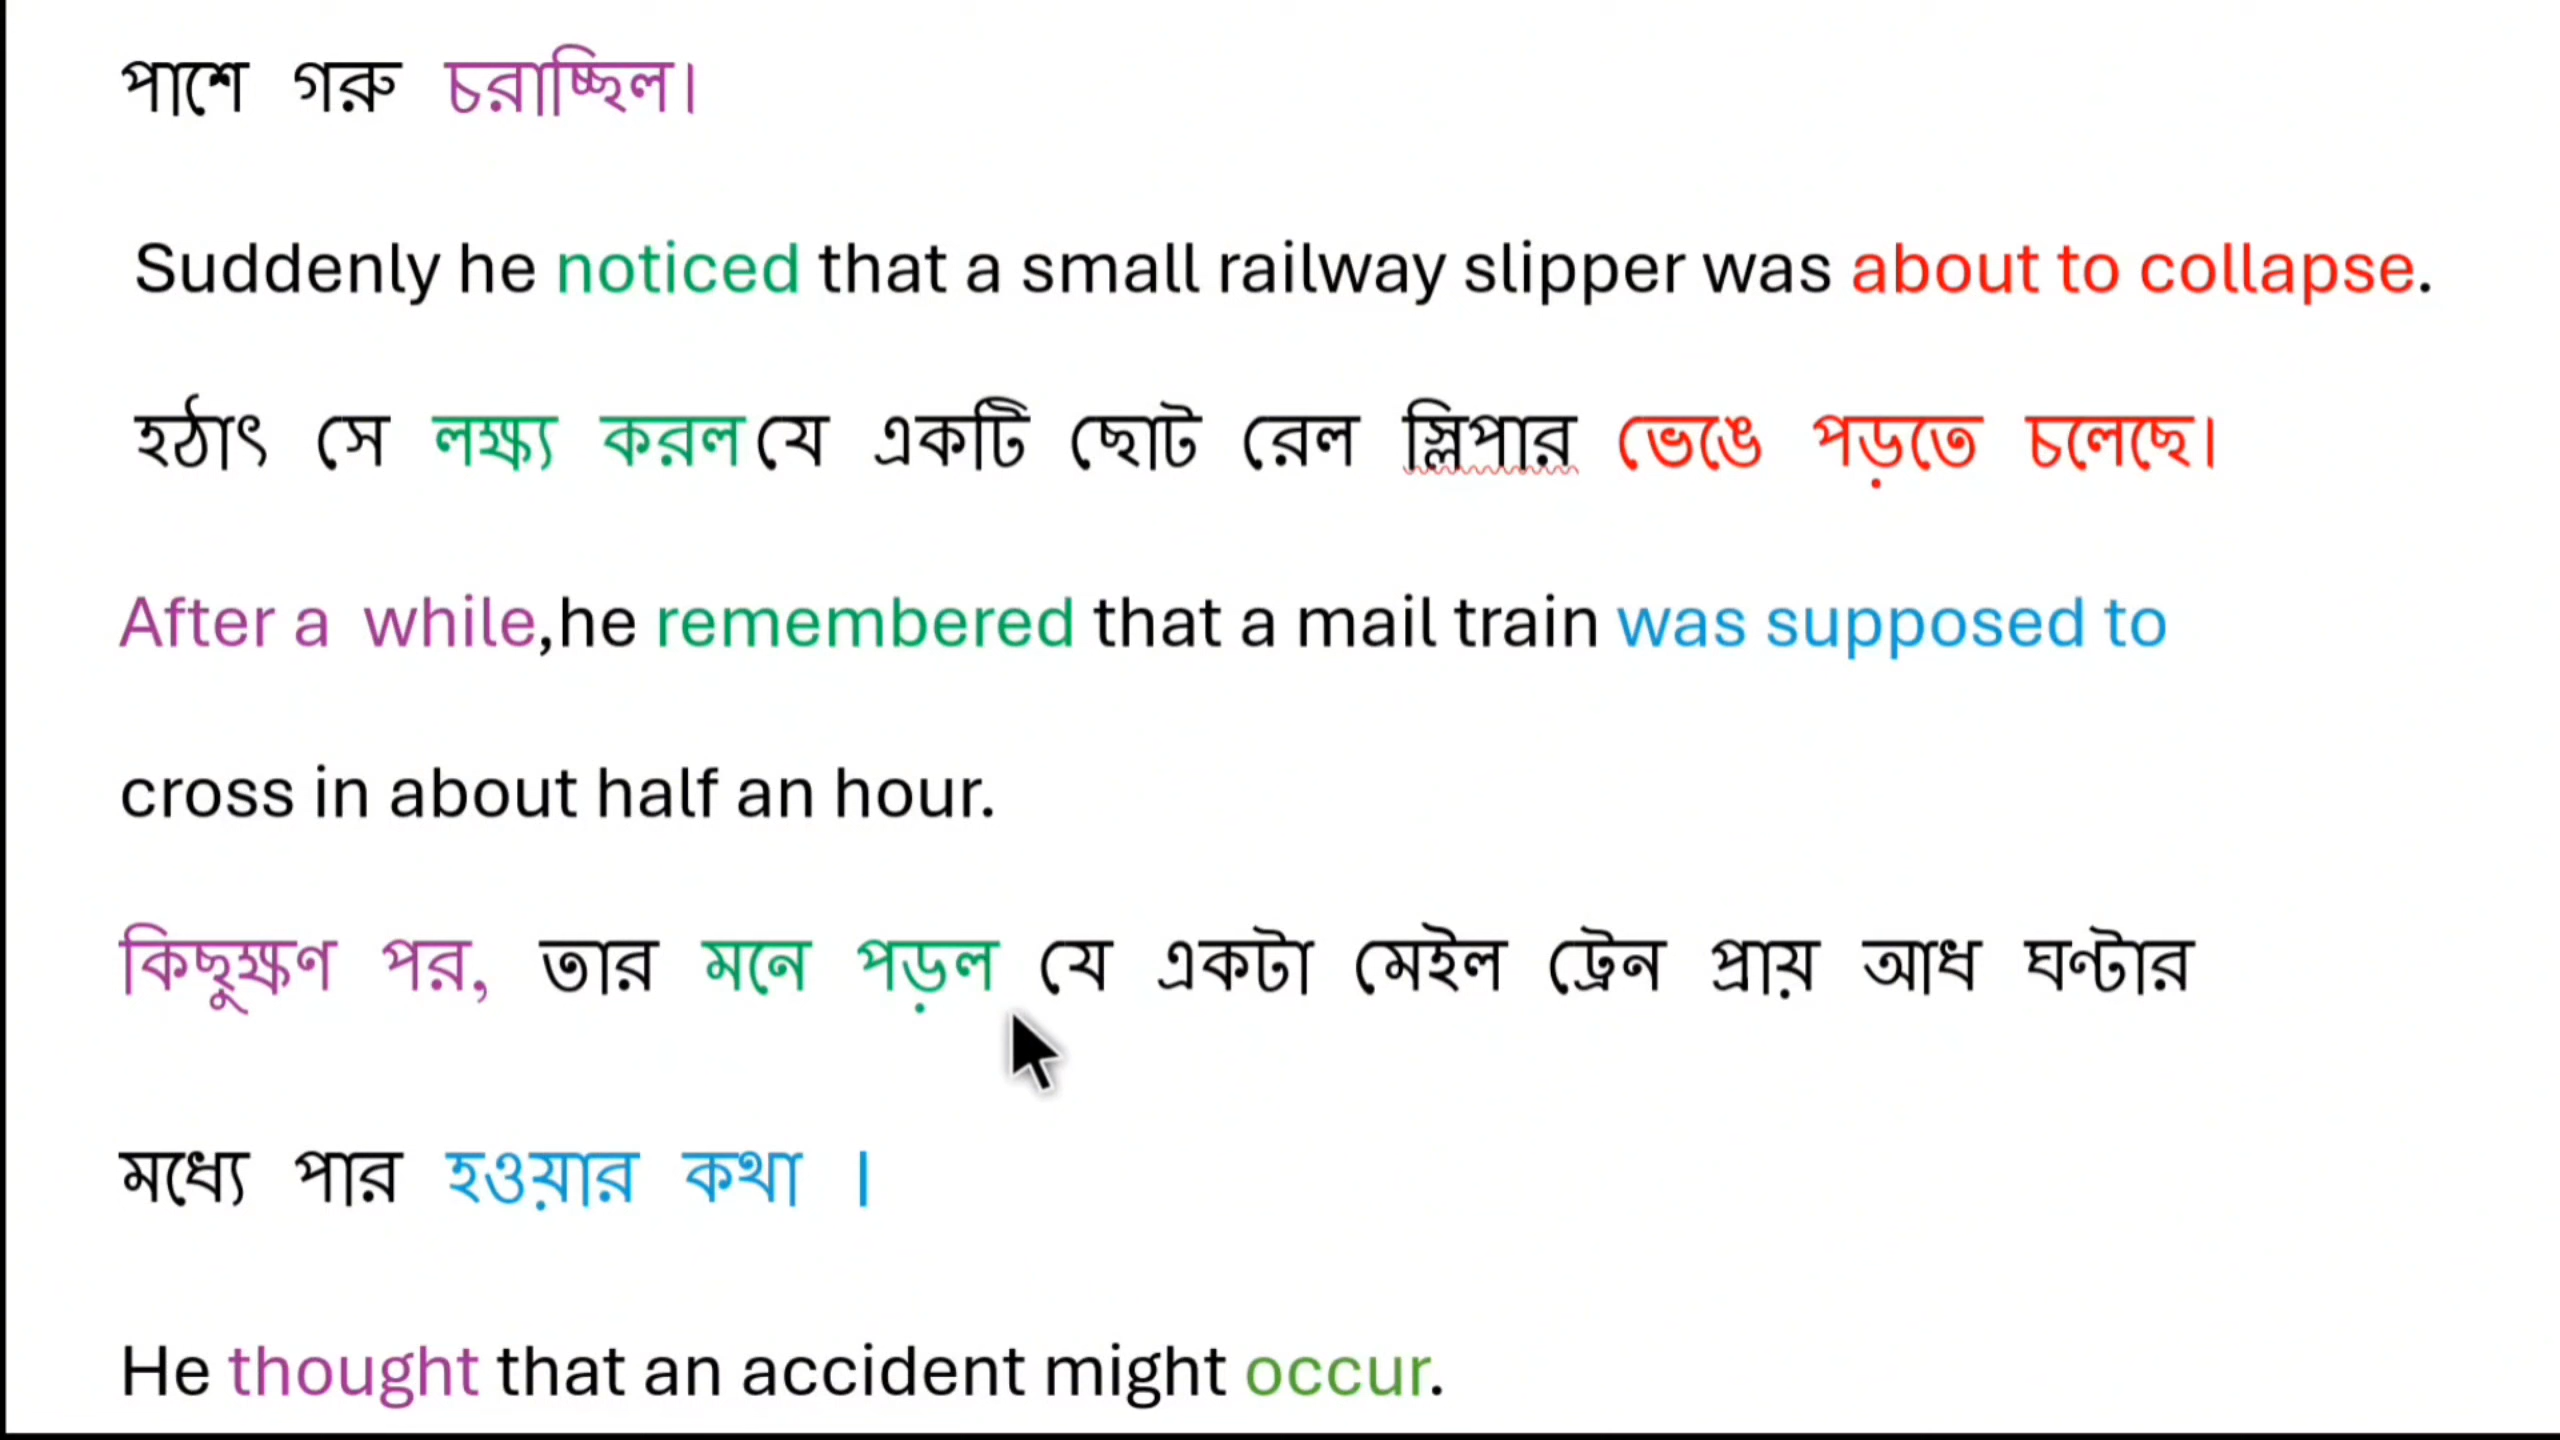 পাশে গরু চরাচ্ছিল।
Suddenly he noticed that a small railway slipper was about to collapse.
হঠাৎ সে লক্ষ্য করল যে একটি ছোট রেল স্লিপার ভেঙে পড়তে চলেছে।
After a while,he remembered that a mail train was supposed to
cross in about half an hour.
কিছুক্ষণ পর, তার মনে পড়ল যে একটা মেইল ট্রেন প্রায় আধ ঘণ্টার
মধ্যে পার হওয়ার কথা ।
He thought that an accident might occur.